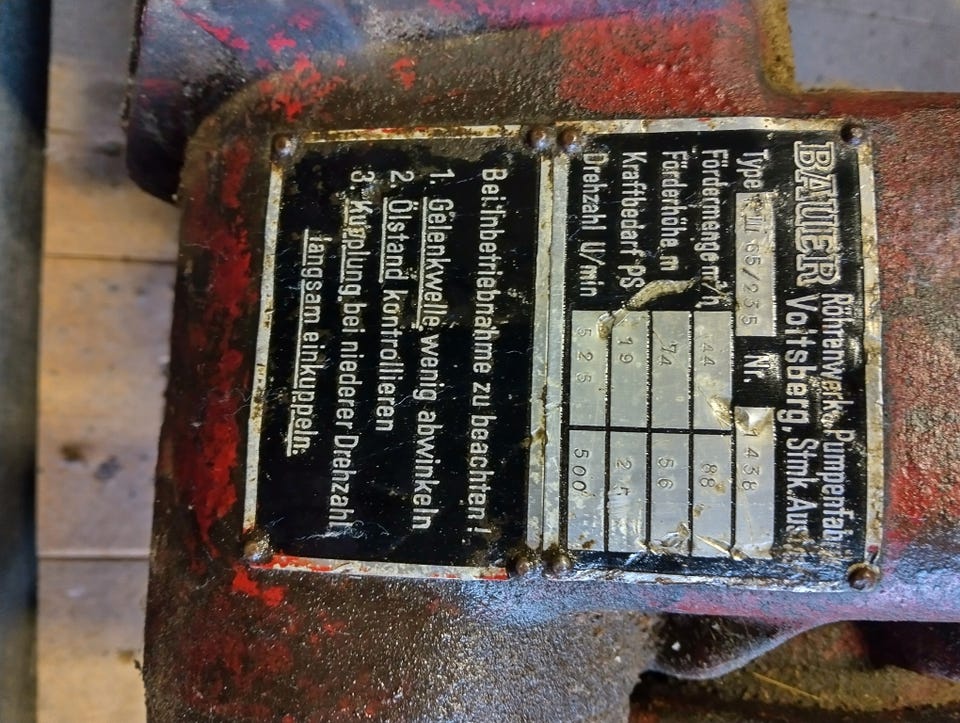 BAUER Röhrenwerk, Pumpenfab
Voitsberg, Stmk. Aus
Type III 65/235 Nr. 1438
Fördermenge m³/h 44 88
Förderhöhe m 74 56
Kraftbedarf PS 19 25
Drehzahl U/min 525 500
Bei Inbetriebnahme zu beachten!
1. Gelenkwelle wenig abwinkeln
2. Ölstand kontrollieren
3. Kupplung bei niederer Drehzahl
langsam einkuppeln.